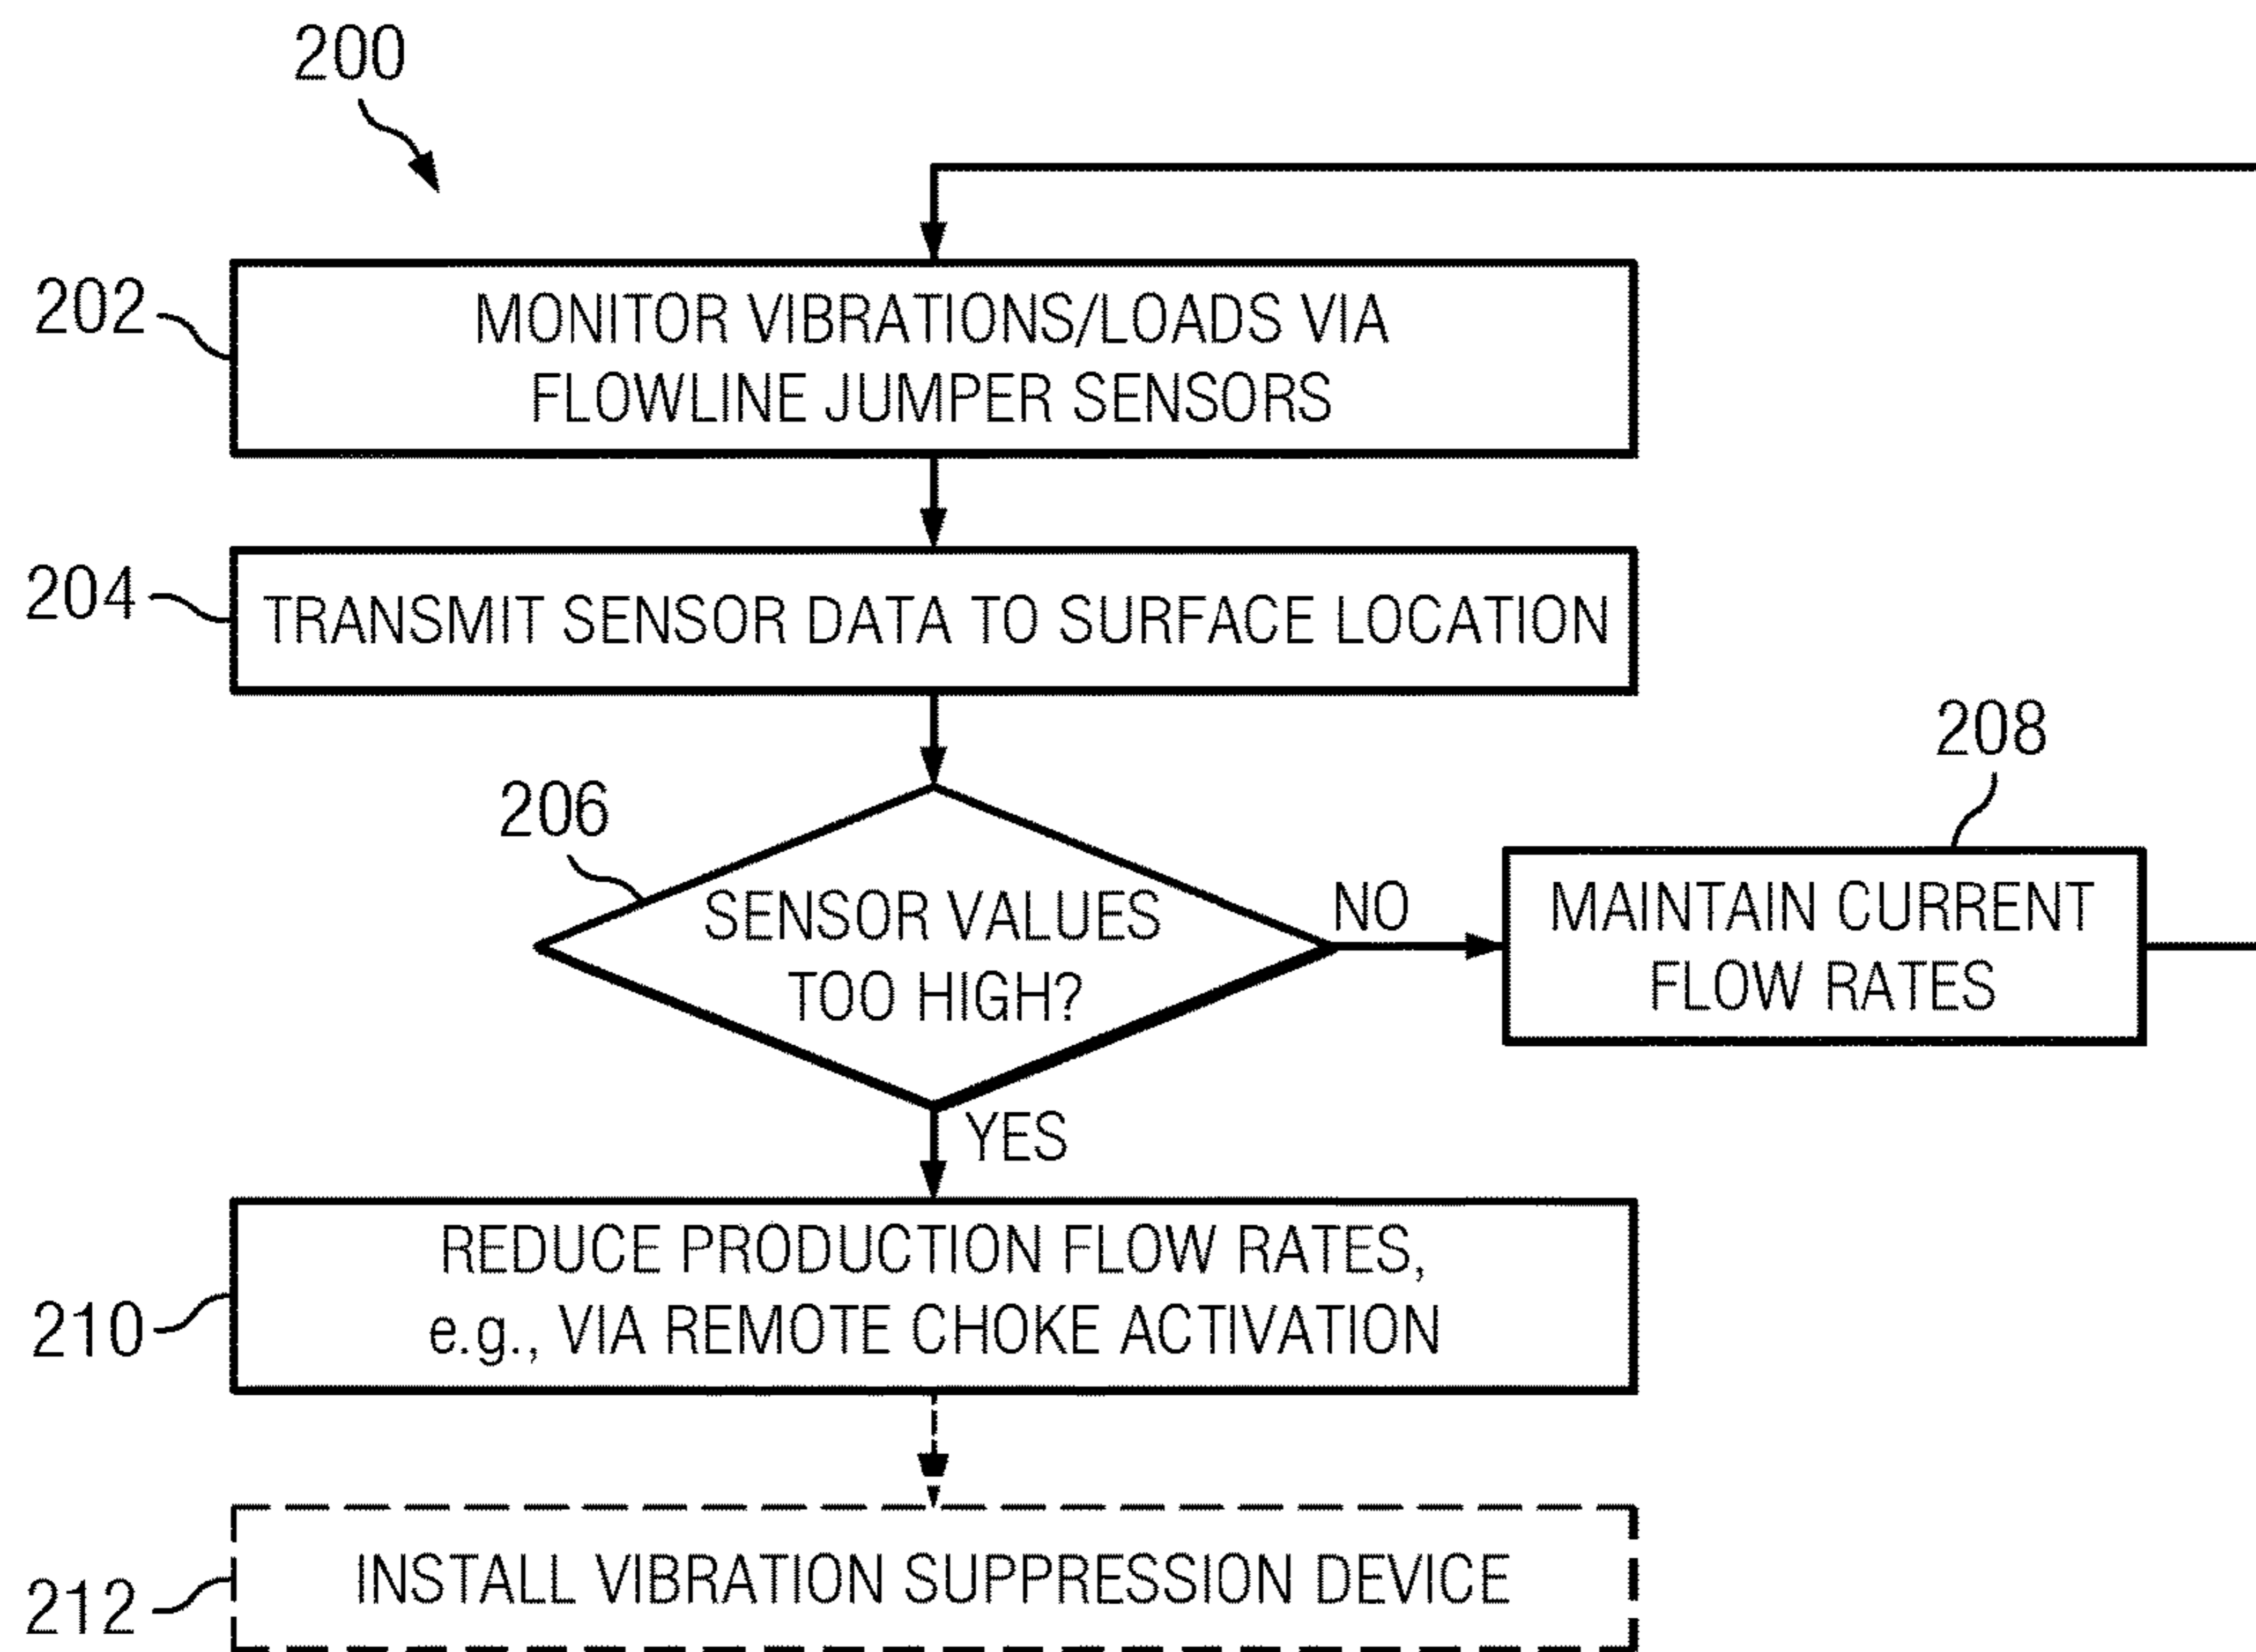 200
202
MONITOR VIBRATIONS/LOADS VIA
FLOWLINE JUMPER SENSORS
204
TRANSMIT SENSOR DATA TO SURFACE LOCATION
206
SENSOR VALUES
TOO HIGH?
NO
208
MAINTAIN CURRENT
FLOW RATES
YES
210
REDUCE PRODUCTION FLOW RATES,
e.g., VIA REMOTE CHOKE ACTIVATION
212
INSTALL VIBRATION SUPPRESSION DEVICE